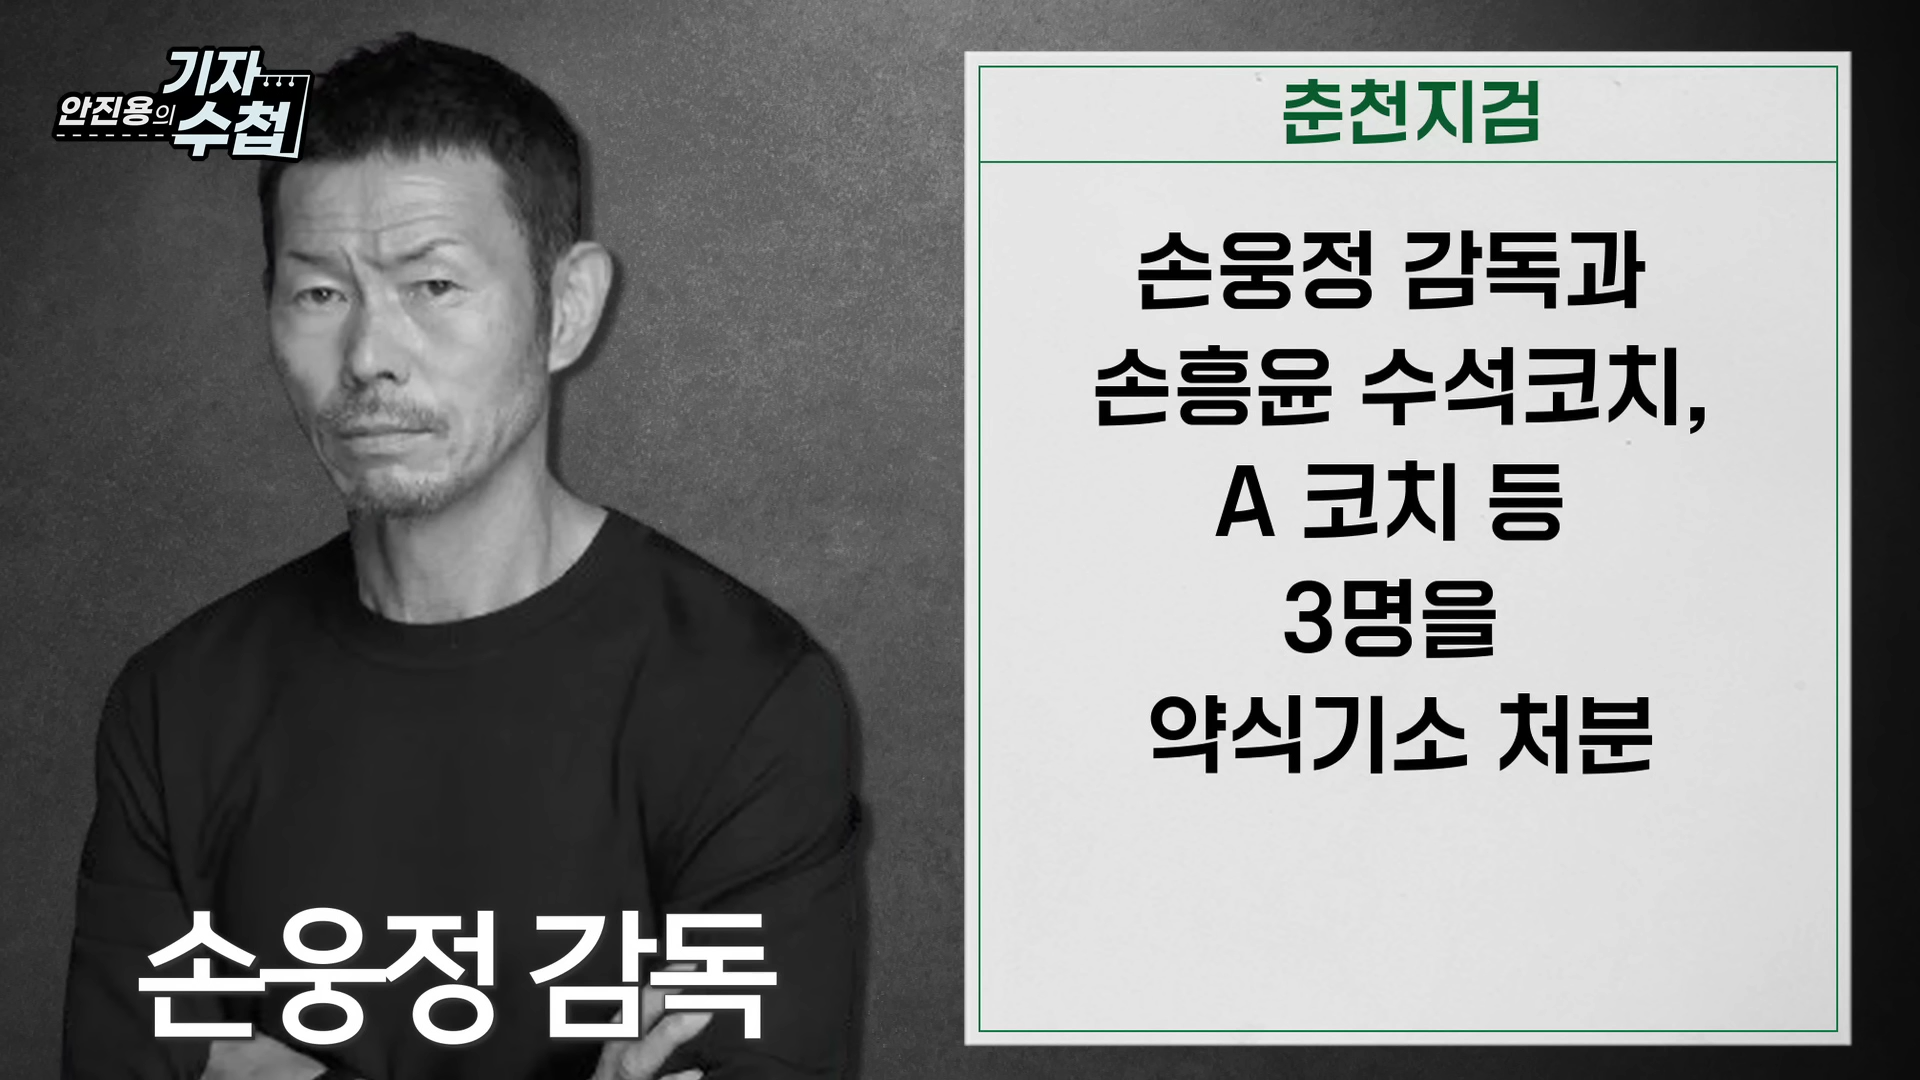 안진용의
기자
수첩
춘천지검
손웅정 감독과
손흥윤 수석코치,
A 코치 등
3명을
약식기소 처분
손웅정 감독